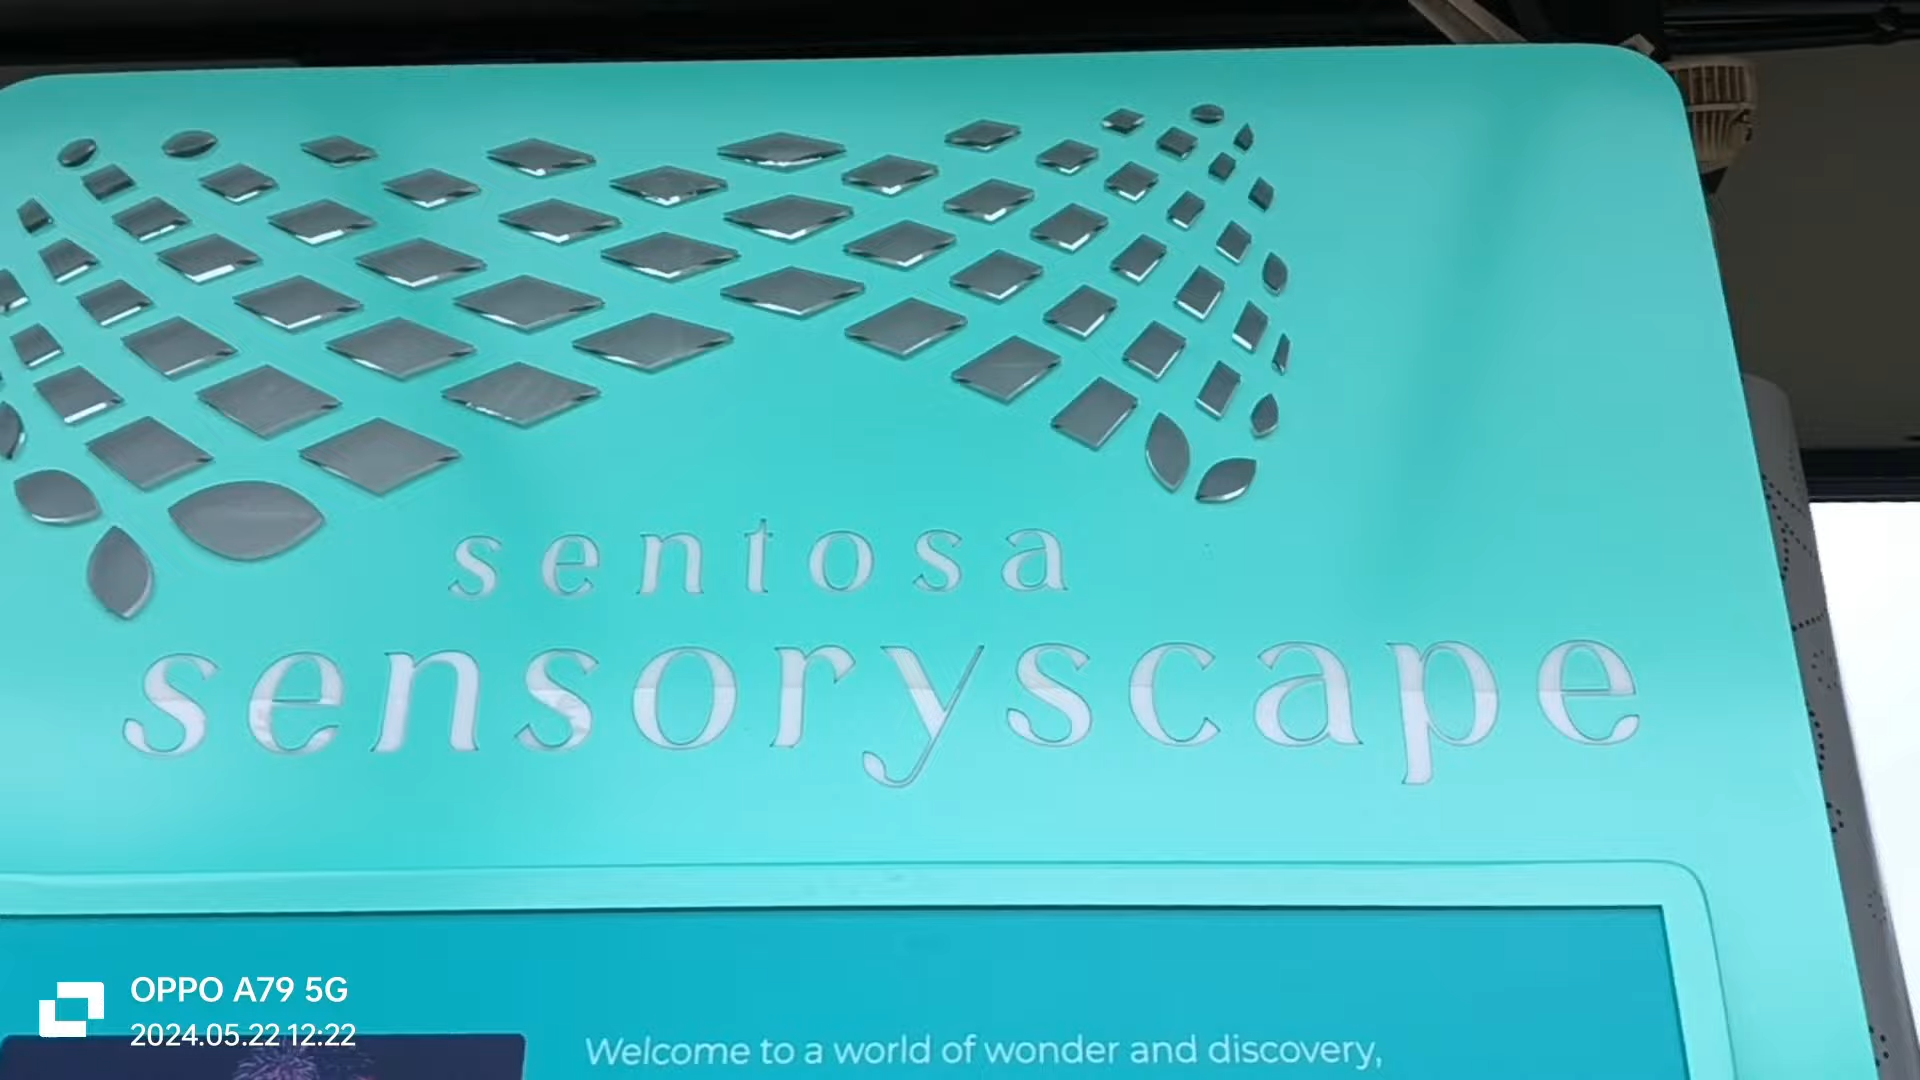 sentosa
sensoryscape
OPPO A79 5G
2024.05.22 12:22
Welcome to a world of wonder and discovery,